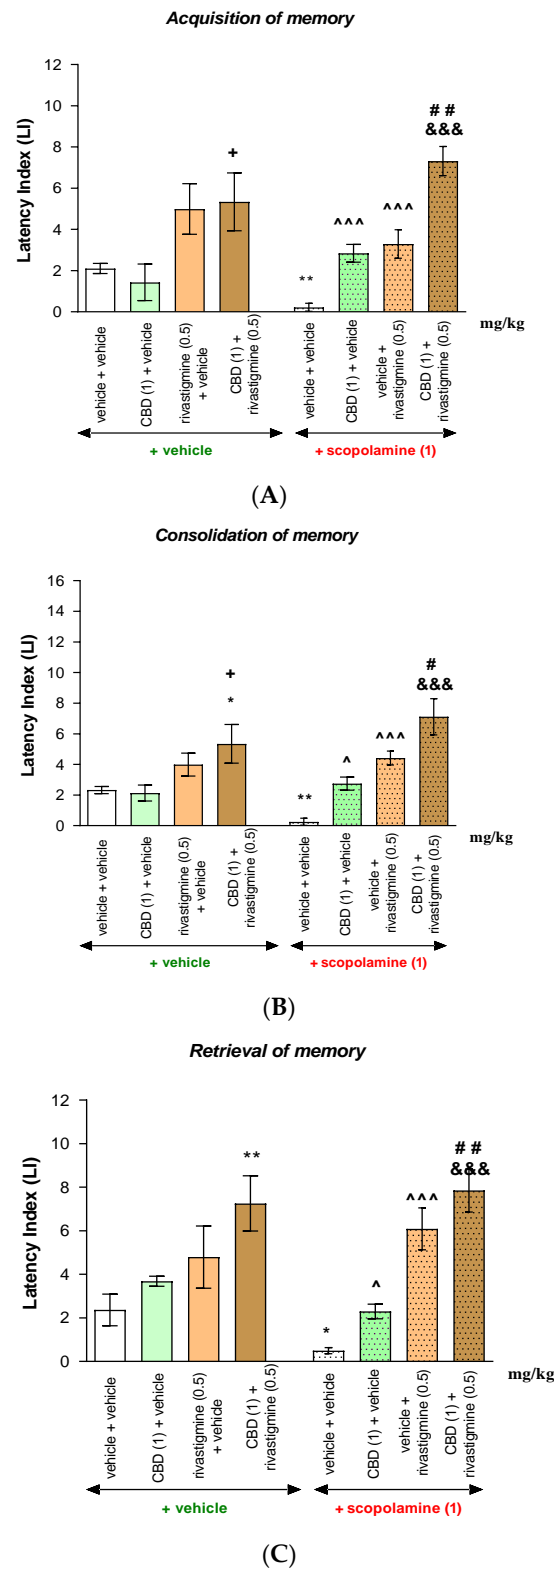 Acquisition of memory
Latency Index (LI)
12
10
8
6
4
2
0
+
**
^^^
^^^
# #
&&&
vehicle + vehicle
CBD (1) + vehicle
rivastigmine (0.5)
+ vehicle
CBD (1) +
rivastigmine (0.5)
vehicle + vehicle
CBD (1) + vehicle
vehicle +
rivastigmine (0.5)
CBD (1) +
rivastigmine (0.5)
mg/kg
+ vehicle
+ scopolamine (1)
(A)
Consolidation of memory
Latency Index (LI)
16
14
12
10
8
6
4
2
0
+
*
**
^
^^^
#
&&&
vehicle + vehicle
CBD (1) + vehicle
rivastigmine (0.5)
+ vehicle
CBD (1) +
rivastigmine (0.5)
vehicle + vehicle
CBD (1) + vehicle
vehicle +
rivastigmine (0.5)
CBD (1) +
rivastigmine (0.5)
mg/kg
+ vehicle
+ scopolamine (1)
(B)
Retrieval of memory
Latency Index (LI)
12
10
8
6
4
2
0
**
*
^
^^^
# #
&&&
vehicle + vehicle
CBD (1) + vehicle
rivastigmine (0.5)
+ vehicle
CBD (1) +
rivastigmine (0.5)
vehicle + vehicle
CBD (1) + vehicle
vehicle +
rivastigmine (0.5)
CBD (1) +
rivastigmine (0.5)
mg/kg
+ vehicle
+ scopolamine (1)
(C)